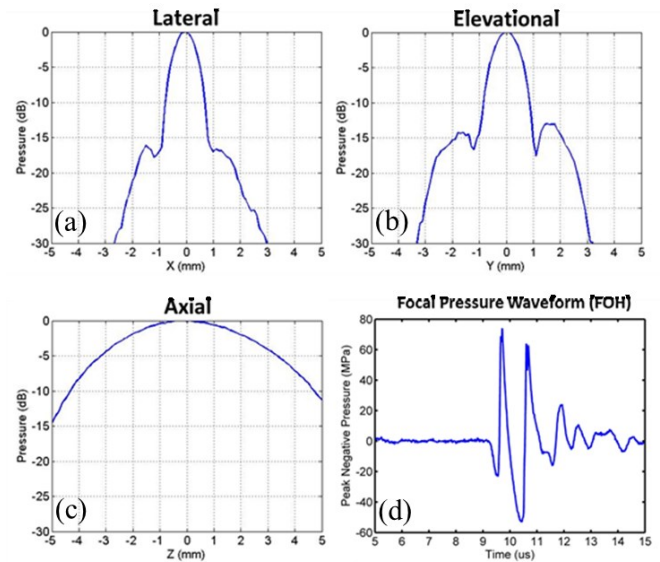 Lateral
Elevational
0
-5
-10
-15
-20
-25
-30
Pressure (dB)
(a)
-5 -4 -3 -2 -1 0 1 2 3 4 5
X (mm)
0
-5
-10
-15
-20
-25
-30
Pressure (dB)
(b)
-5 -4 -3 -2 -1 0 1 2 3 4 5
Y (mm)
Axial
Focal Pressure Waveform (FOH)
0
-5
-10
-15
-20
-25
-30
Pressure (dB)
(c)
-5 -4 -3 -2 -1 0 1 2 3 4 5
Z (mm)
80
60
40
20
0
-20
-40
-60
Peak Negative Pressure (MPa)
(d)
5 6 7 8 9 10 11 12 13 14 15
Time (us)